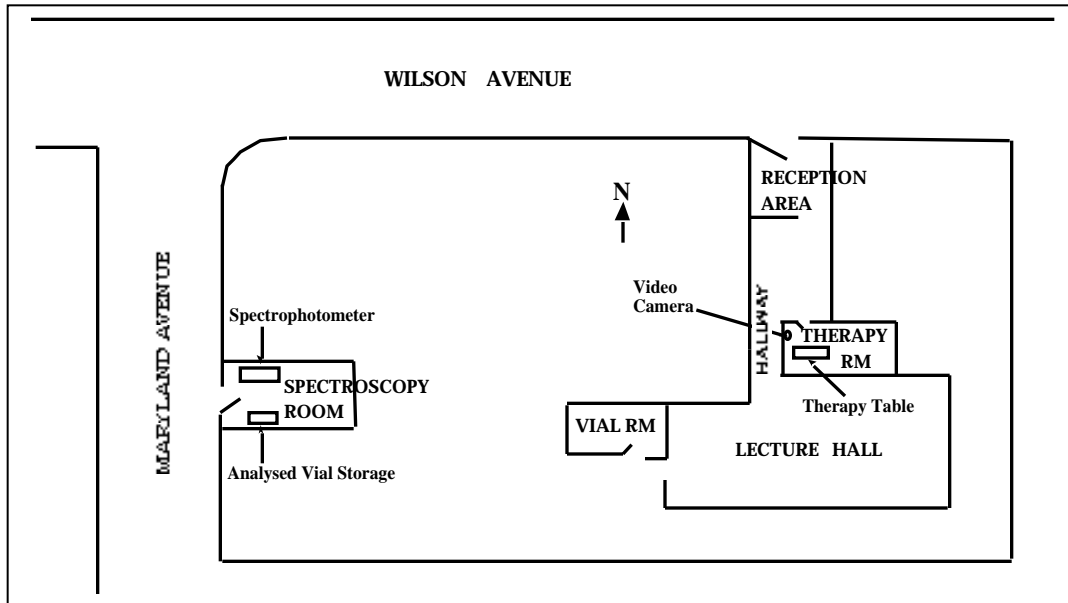 WILSON AVENUE
RECEPTION
AREA
N
Video
Camera
MARYLAND AVENUE
HALLWAY
Spectrophotometer
THERAPY
RM
SPECTROSCOPY
ROOM
Therapy Table
VIAL RM
LECTURE HALL
Analysed Vial Storage